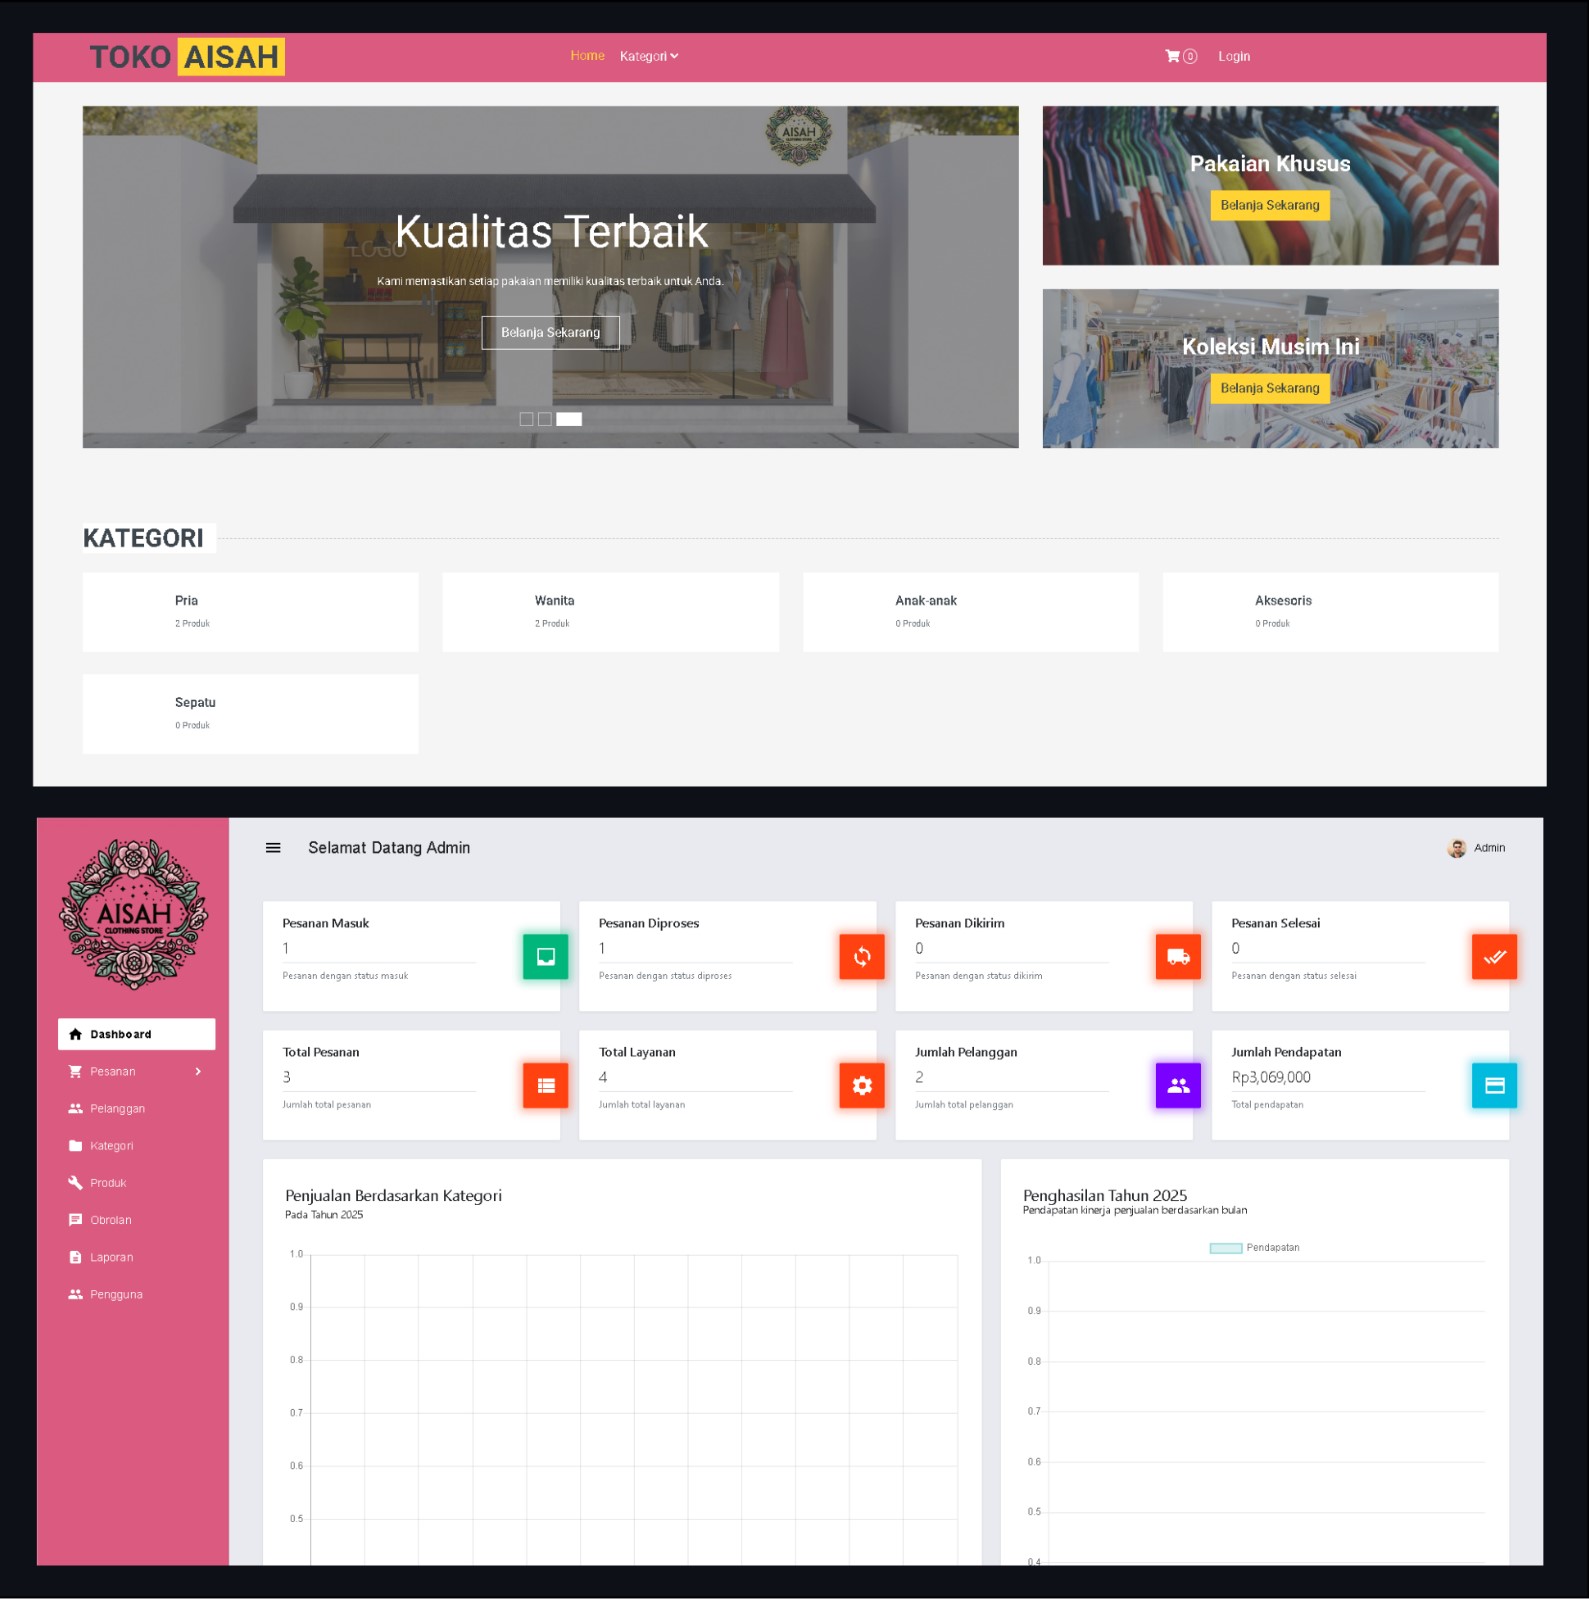 TOKO AISAH
Home
Kategori
0
Login
AISAH
CLOTHING STORE
LOGO
Kualitas Terbaik
Kami memastikan setiap pakaian memiliki kualitas terbaik untuk Anda.
Belanja Sekarang
Pakaian Khusus
Belanja Sekarang
Koleksi Musim Ini
Belanja Sekarang
KATEGORI
Pria
2 Produk
Wanita
2 Produk
Anak-anak
0 Produk
Aksesoris
0 Produk
Sepatu
0 Produk
AISAH
CLOTHING STORE
Dashboard
Pesanan
Pelanggan
Kategori
Produk
Obrolan
Laporan
Pengguna
Selamat Datang Admin
Admin
Pesanan Masuk
1
Pesanan dengan status masuk
Pesanan Diproses
1
Pesanan dengan status diproses
Pesanan Dikirim
0
Pesanan dengan status dikirim
Pesanan Selesai
0
Pesanan dengan status selesai
Total Pesanan
3
Jumlah total pesanan
Total Layanan
4
Jumlah total layanan
Jumlah Pelanggan
2
Jumlah total pelanggan
Jumlah Pendapatan
Rp3,069,000
Total pendapatan
Penjualan Berdasarkan Kategori
Pada Tahun 2025
1.0
0.9
0.8
0.7
0.6
0.5
Penghasilan Tahun 2025
Pendapatan kinerja penjualan berdasarkan bulan
Pendapatan
1.0
0.9
0.8
0.7
0.6
0.5
0.4